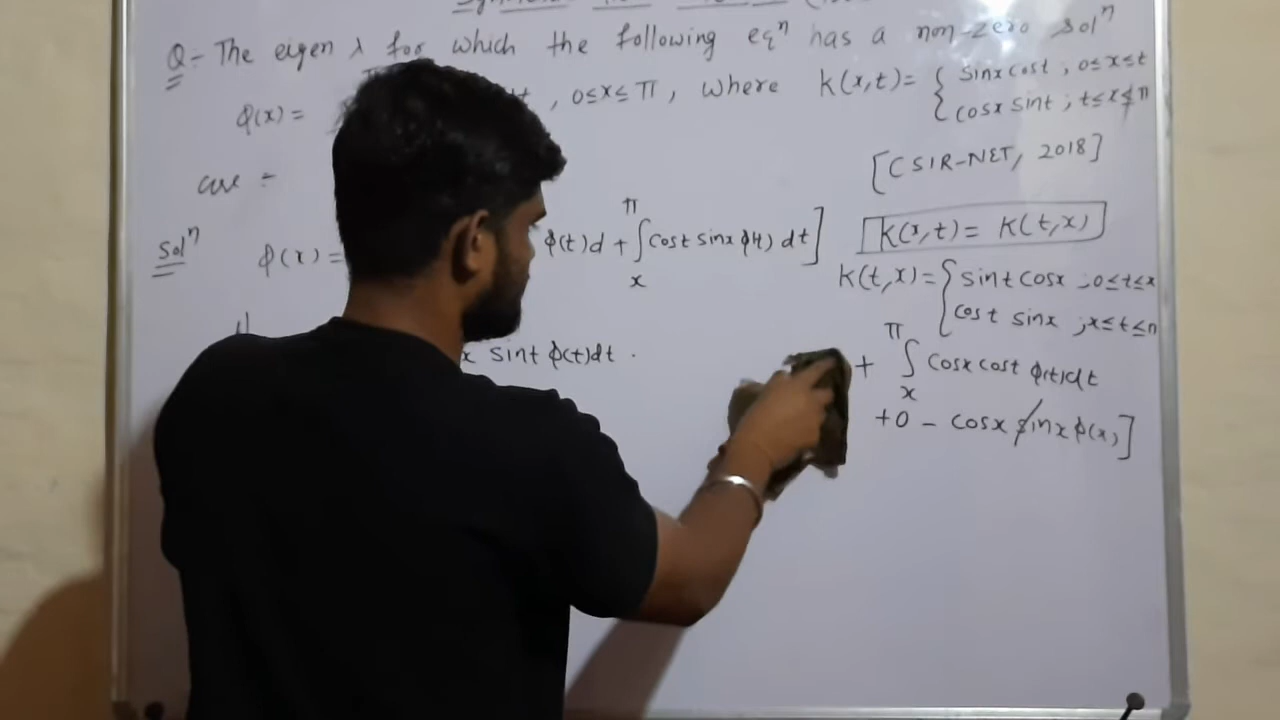 Q- The eigen λ for which the following eqⁿ has a non-zero solⁿ
φ(x) = dt , 0≤x≤π, where K(x,t) = { sinx cost , 0≤x≤t
cosx sint ; t≤x≤π
[CSIR-NET, 2018]
are :-
K(x,t) = K(t,x)
Solⁿ φ(x) = φ(t)d + ∫ₓ^π cost sinx φ(t) dt]
K(t,x) = { sint cosx ; 0≤t≤x
cost sinx ; x≤t≤π
x sint φ(t)dt .
+ ∫ₓ^π cosx cost φ(t)dt
+0 - cosx sinx φ(x)]